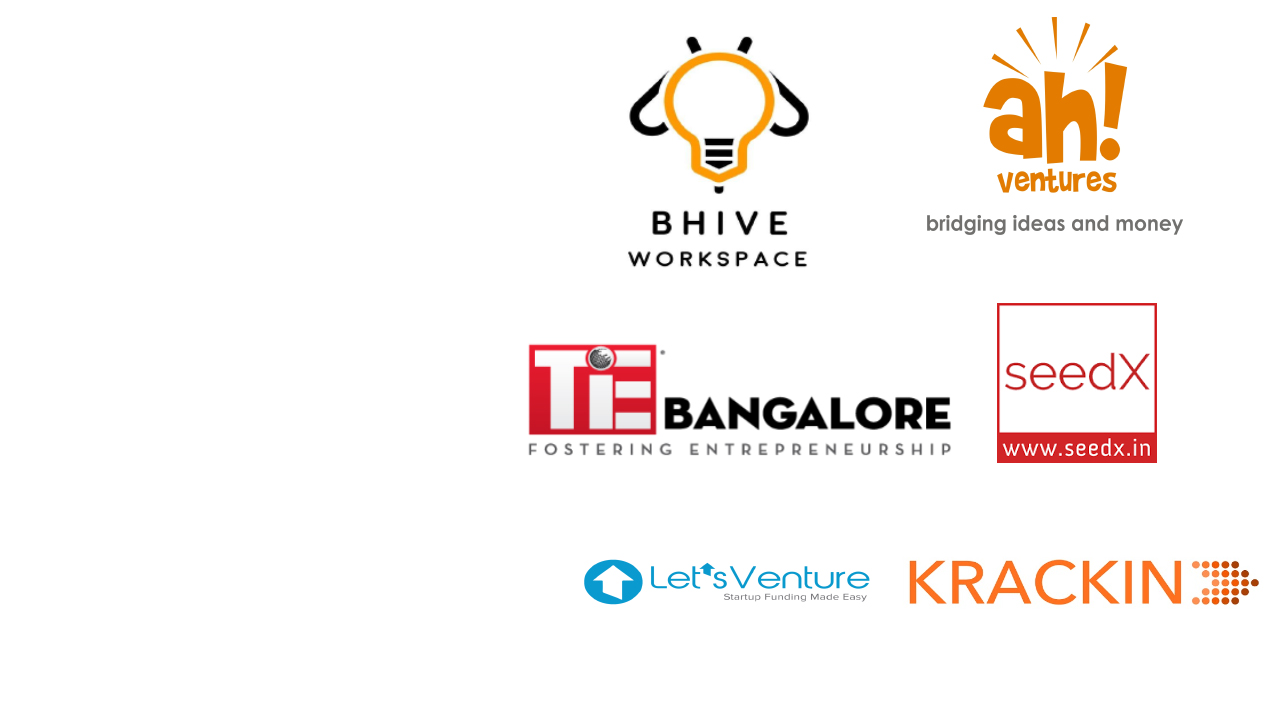 BHIVE
WORKSPACE
ah!
ventures
bridging ideas and money
TiE BANGALORE
FOSTERING ENTREPRENEURSHIP
seedX
www.seedx.in
Let'sVenture
Startup Funding Made Easy
KRACKIN